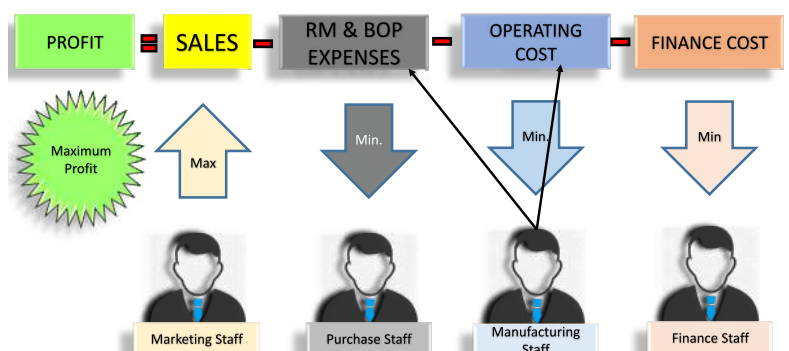 PROFIT
SALES
RM & BOP
EXPENSES
OPERATING
COST
FINANCE COST
Maximum
Profit
Max
Min.
Min.
Min
Marketing Staff
Purchase Staff
Manufacturing
Staff
Finance Staff